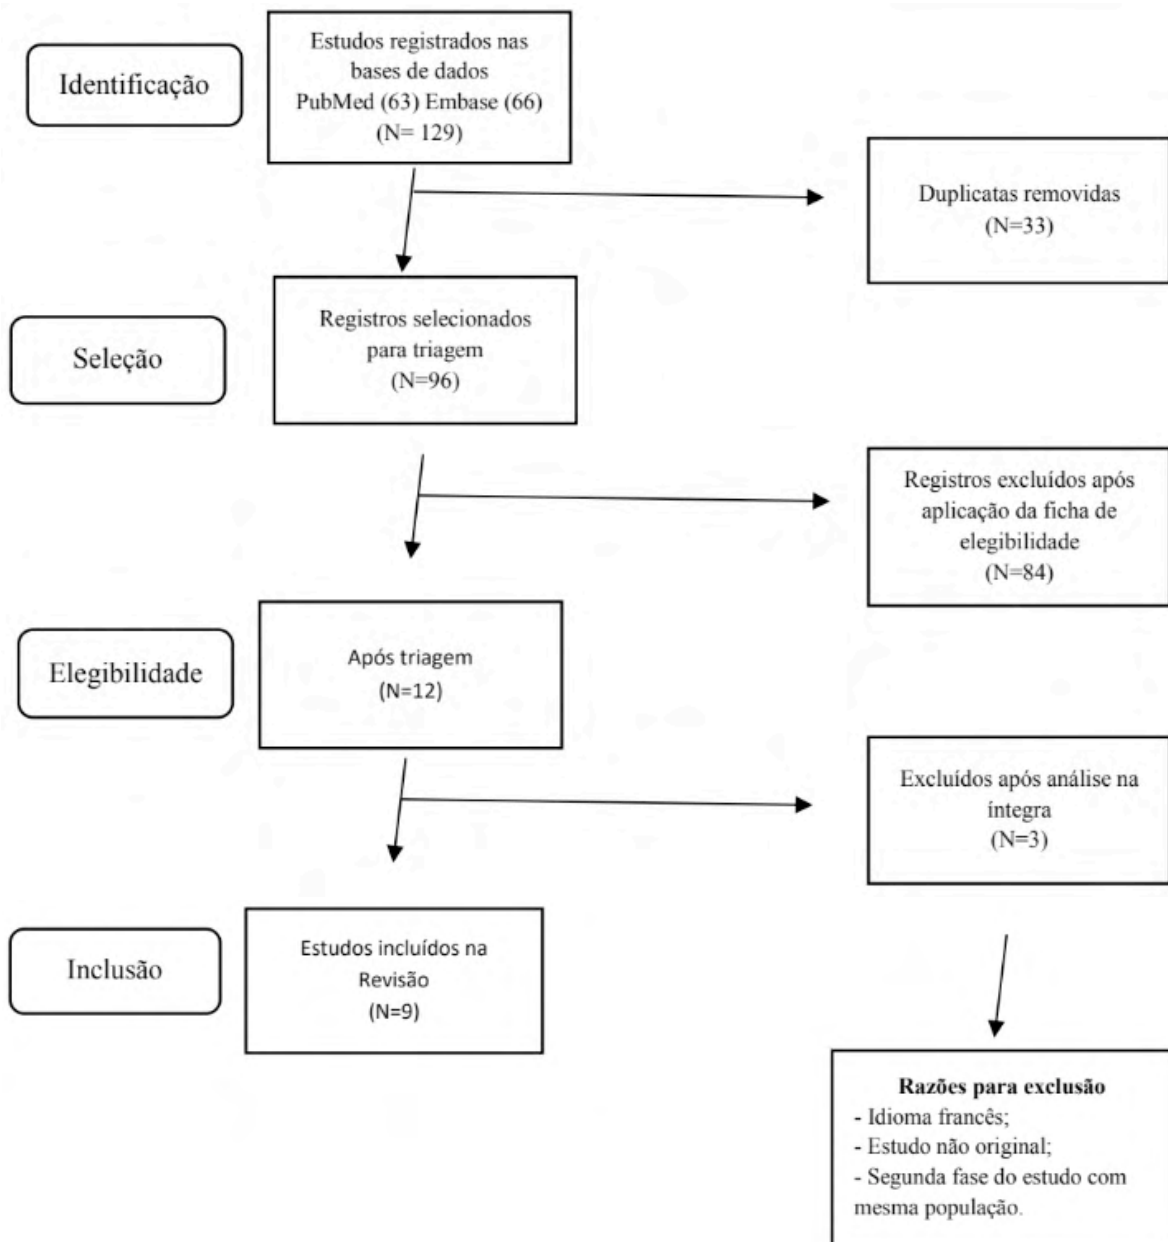 Identificação
Estudos registrados nas
bases de dados
PubMed (63) Embase (66)
(N= 129)
Duplicatas removidas
(N=33)
Seleção
Registros selecionados
para triagem
(N=96)
Registros excluídos após
aplicação da ficha de
elegibilidade
(N=84)
Elegibilidade
Após triagem
(N=12)
Excluídos após análise na
íntegra
(N=3)
Inclusão
Estudos incluídos na
Revisão
(N=9)
Razões para exclusão
- Idioma francês;
- Estudo não original;
- Segunda fase do estudo com
mesma população.